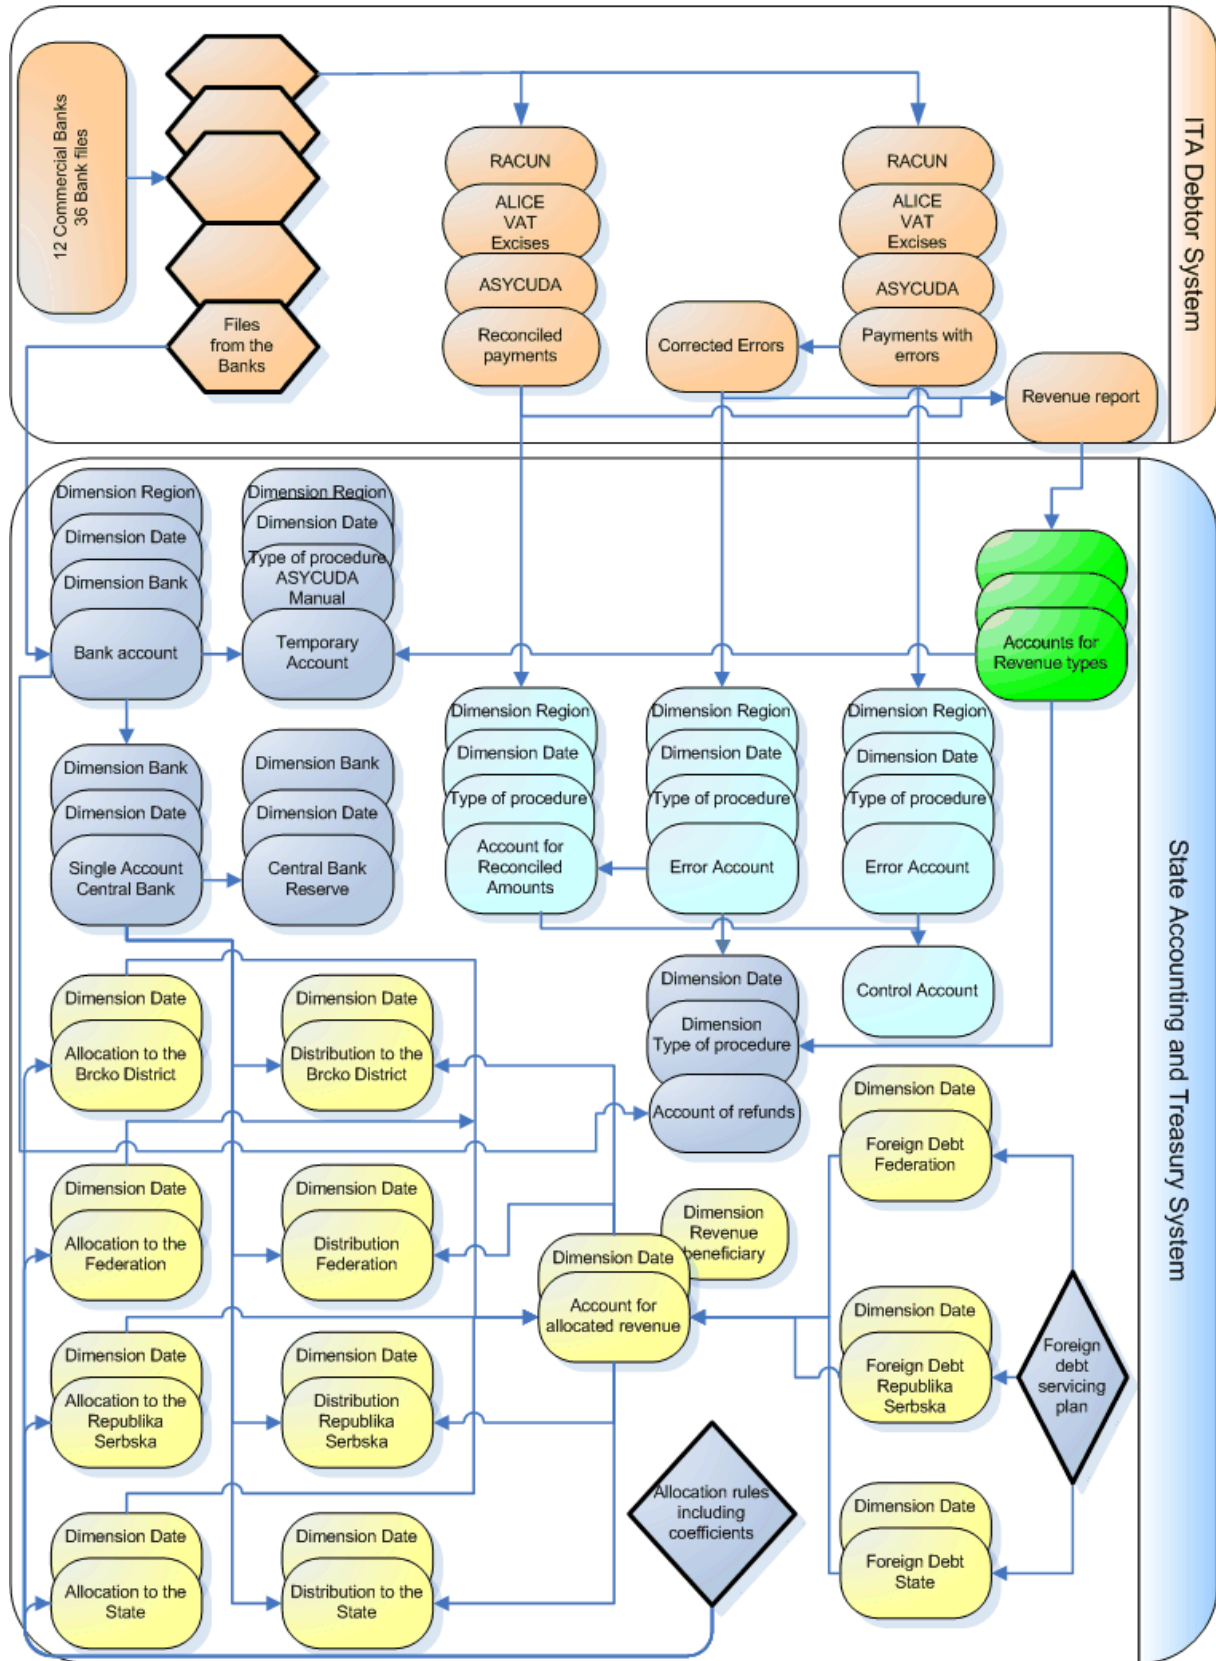 12 Commercial Banks
36 Bank files
Files
from the
Banks
RACUN
ALICE
VAT
Excises
ASYCUDA
Reconciled
payments
Corrected Errors
RACUN
ALICE
VAT
Excises
ASYCUDA
Payments with
errors
Revenue report
ITA Debtor System
Dimension Region
Dimension Date
Dimension Bank
Bank account
Dimension Region
Dimension Date
Type of procedure
ASYCUDA
Manual
Temporary
Account
Accounts for
Revenue types
Dimension Bank
Dimension Date
Single Account
Central Bank
Dimension Bank
Dimension Date
Central Bank
Reserve
Dimension Region
Dimension Date
Type of procedure
Account for
Reconciled
Amounts
Dimension Region
Dimension Date
Type of procedure
Error Account
Dimension Region
Dimension Date
Type of procedure
Error Account
Control Account
Dimension Date
Dimension
Type of procedure
Account of refunds
Dimension Date
Allocation to the
Brcko District
Dimension Date
Distribution to the
Brcko District
Dimension Date
Allocation to the
Federation
Dimension Date
Distribution
Federation
Dimension
Revenue
beneficiary
Dimension Date
Account for
allocated revenue
Dimension Date
Foreign Debt
Federation
Dimension Date
Allocation to the
Republika
Serbska
Dimension Date
Distribution
Republika
Serbska
Dimension Date
Foreign Debt
Republika
Serbska
Foreign
debt
servicing
plan
Allocation rules
including
coefficients
Dimension Date
Allocation to the
State
Dimension Date
Distribution to the
State
Dimension Date
Foreign Debt
State
State Accounting and Treasury System